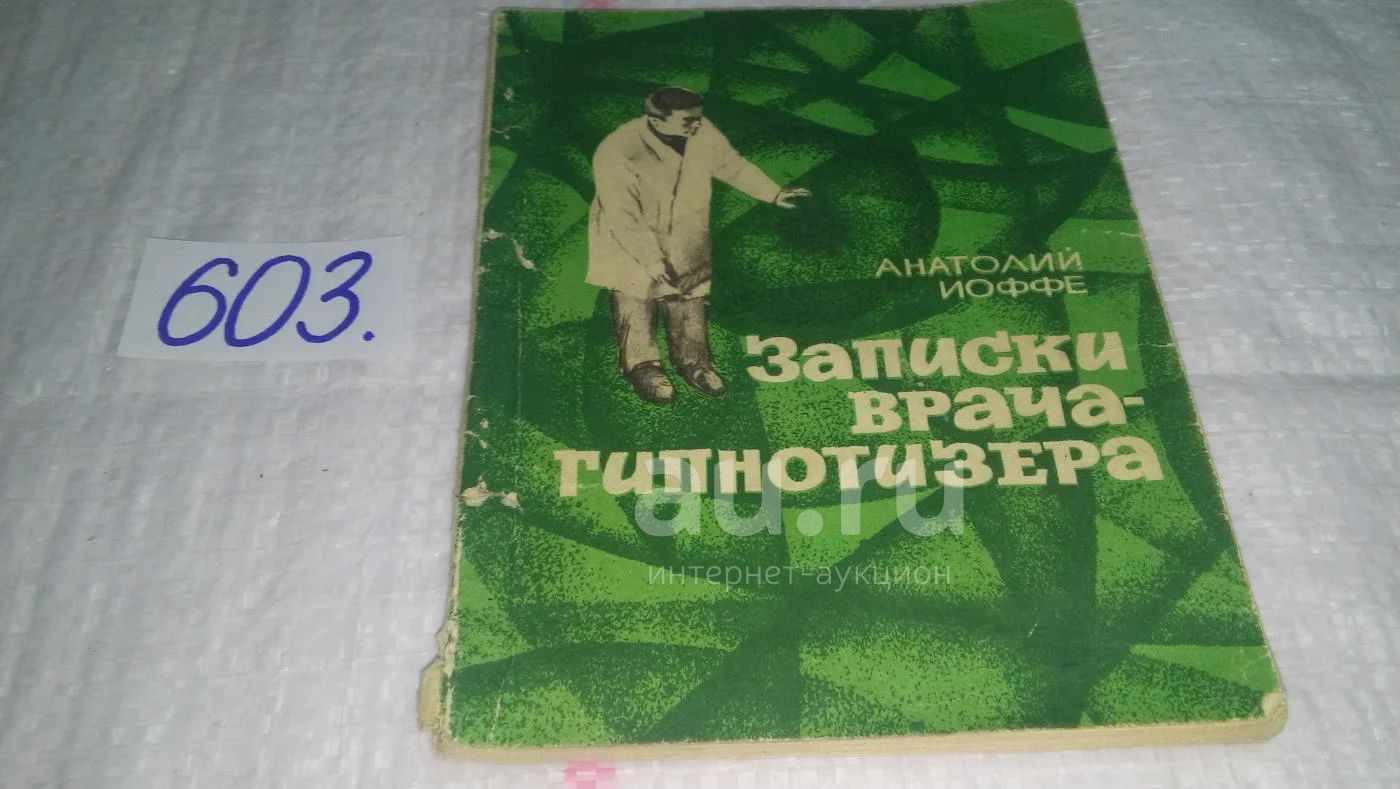 603.
АНАТОЛИЙ
ИОФФЕ
Записки
врача-
гипнотизера
au.ru
интернет-аукцион